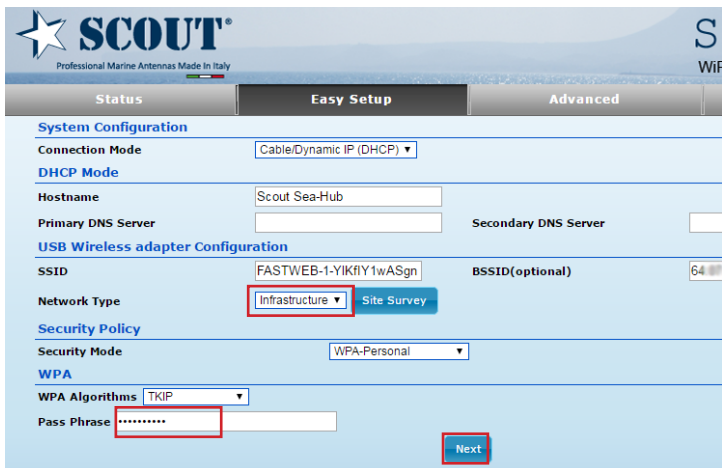 SCOUT®
S
Professional Marine Antennas Made In Italy
WiF
Status Easy Setup Advanced
System Configuration
Connection Mode Cable/Dynamic IP (DHCP)
DHCP Mode
Hostname Scout Sea-Hub
Primary DNS Server Secondary DNS Server
USB Wireless adapter Configuration
SSID FASTWEB-1-YlKflY1wASgn BSSID(optional) 64:
Network Type Infrastructure Site Survey
Security Policy
Security Mode WPA-Personal
WPA
WPA Algorithms TKIP
Pass Phrase ••••••••••
Next